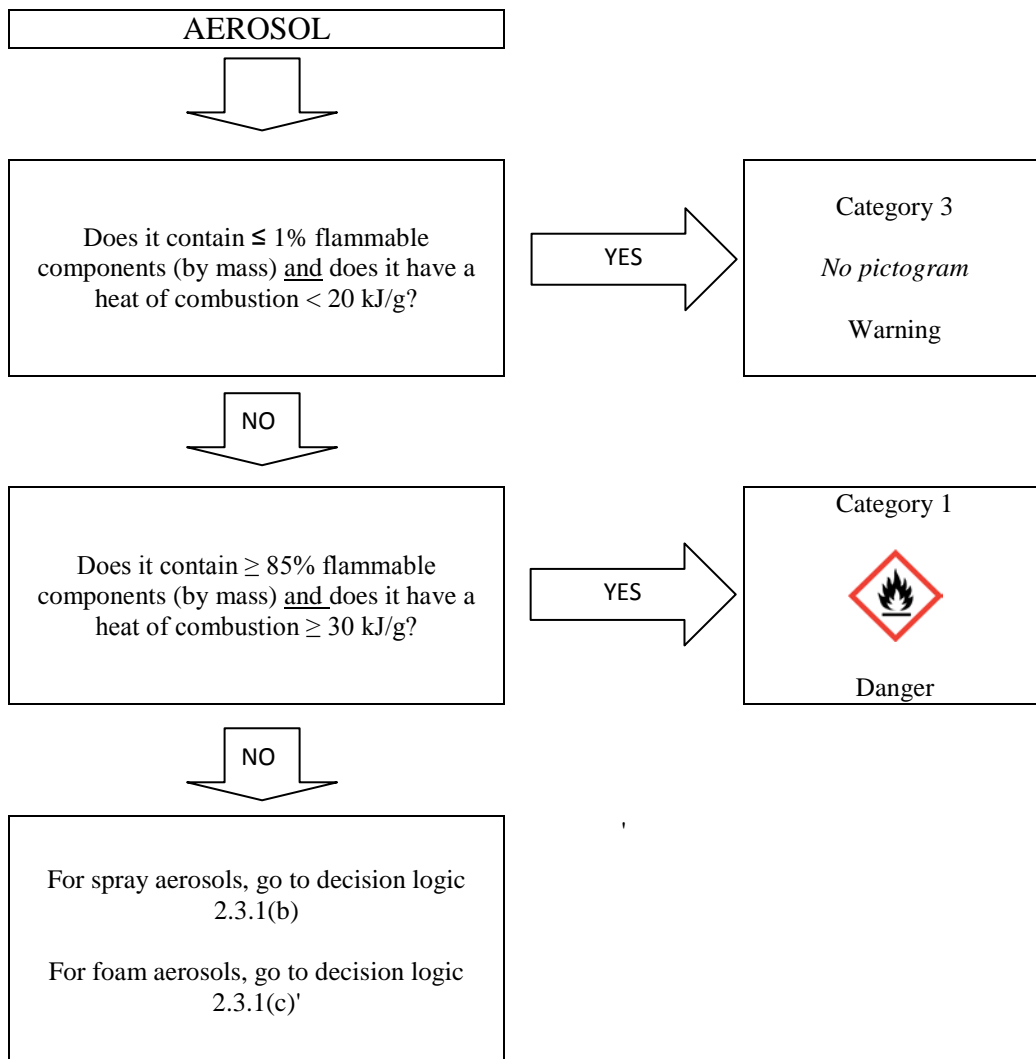 AEROSOL
Does it contain ≤ 1% flammable
components (by mass) and does it have a
heat of combustion < 20 kJ/g?
YES
Category 3
No pictogram
Warning
NO
Does it contain ≥ 85% flammable
components (by mass) and does it have a
heat of combustion ≥ 30 kJ/g?
YES
Category 1
Danger
NO
'
For spray aerosols, go to decision logic
2.3.1(b)
For foam aerosols, go to decision logic
2.3.1(c)'